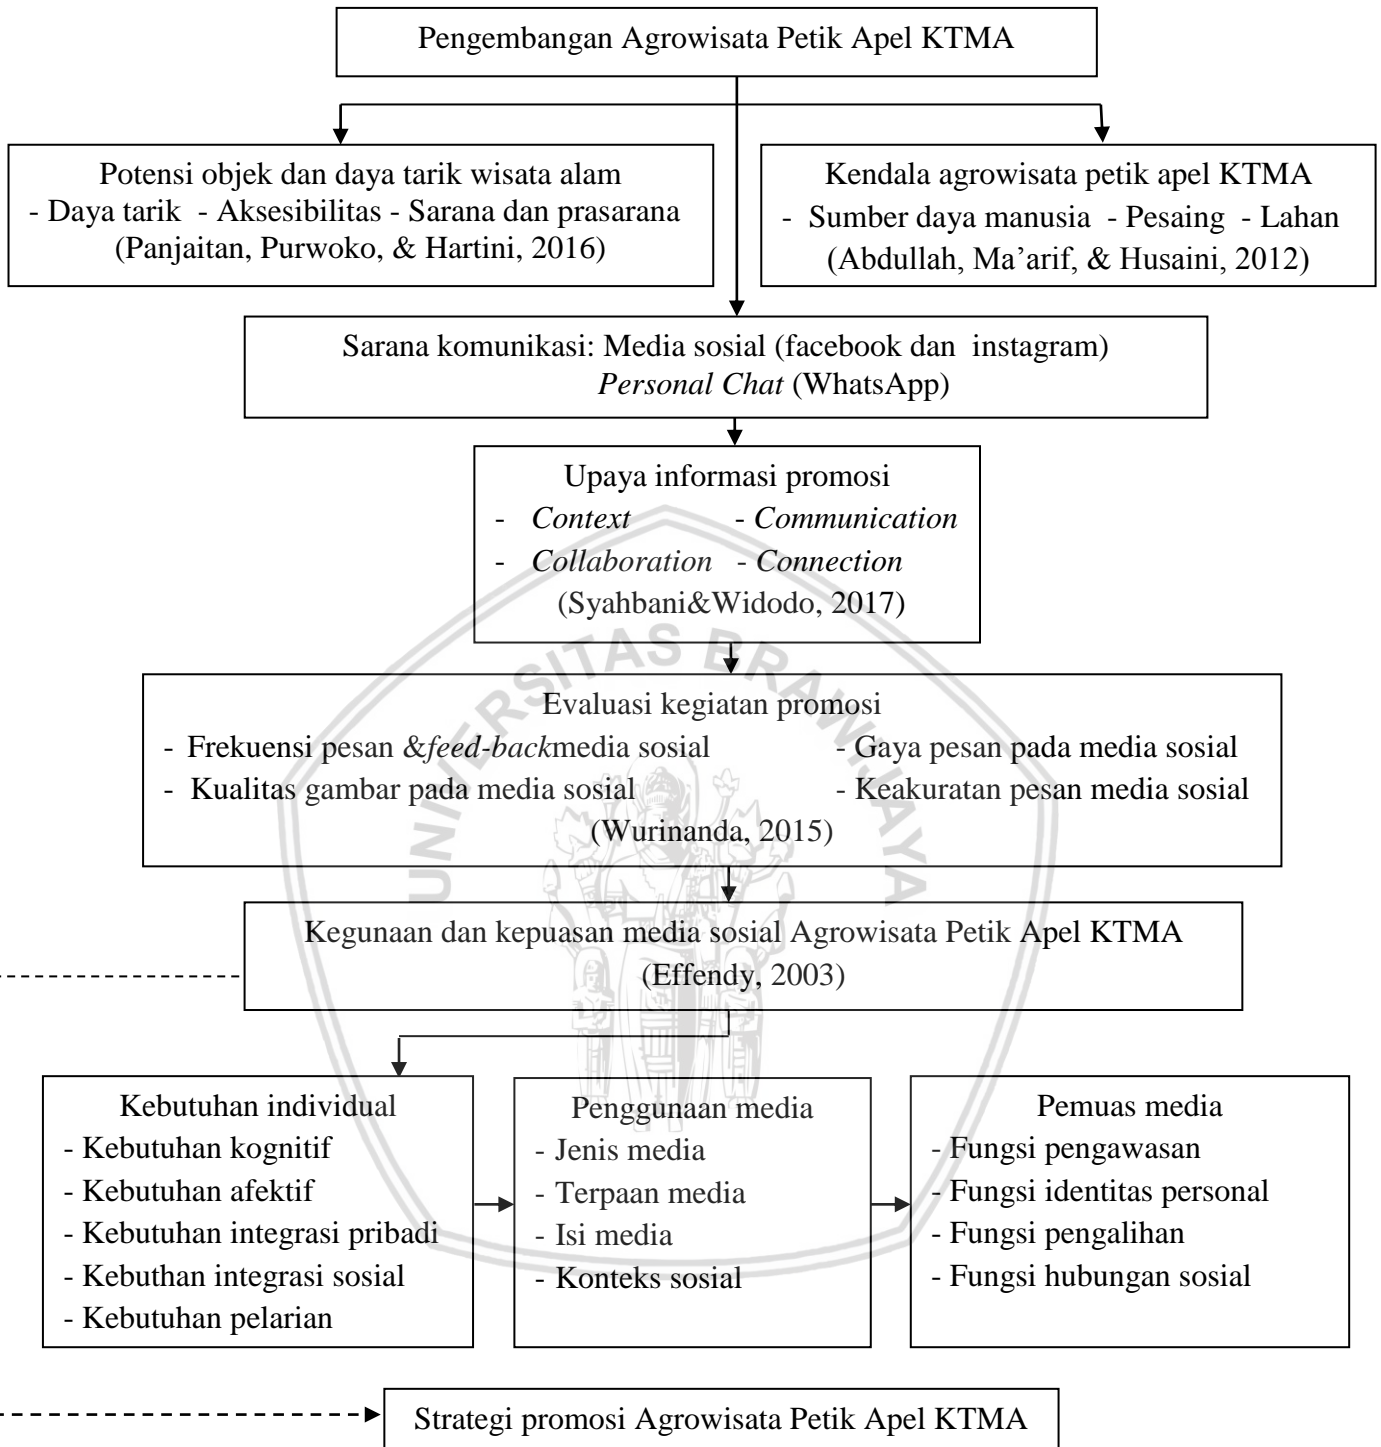 Pengembangan Agrowisata Petik Apel KTMA
Potensi objek dan daya tarik wisata alam
- Daya tarik - Aksesibilitas - Sarana dan prasarana
(Panjaitan, Purwoko, & Hartini, 2016)
Kendala agrowisata petik apel KTMA
- Sumber daya manusia - Pesaing - Lahan
(Abdullah, Ma’arif, & Husaini, 2012)
Sarana komunikasi: Media sosial (facebook dan instagram)
Personal Chat (WhatsApp)
Upaya informasi promosi
- Context - Communication
- Collaboration - Connection
(Syahbani&Widodo, 2017)
UNIVERSITAS BRAWIJAYA
Evaluasi kegiatan promosi
- Frekuensi pesan &feed-backmedia sosial - Gaya pesan pada media sosial
- Kualitas gambar pada media sosial - Keakuratan pesan media sosial
(Wurinanda, 2015)
Kegunaan dan kepuasan media sosial Agrowisata Petik Apel KTMA
(Effendy, 2003)
Kebutuhan individual
- Kebutuhan kognitif
- Kebutuhan afektif
- Kebutuhan integrasi pribadi
- Kebuthan integrasi sosial
- Kebutuhan pelarian
Penggunaan media
- Jenis media
- Terpaan media
- Isi media
- Konteks sosial
Pemuas media
- Fungsi pengawasan
- Fungsi identitas personal
- Fungsi pengalihan
- Fungsi hubungan sosial
Strategi promosi Agrowisata Petik Apel KTMA